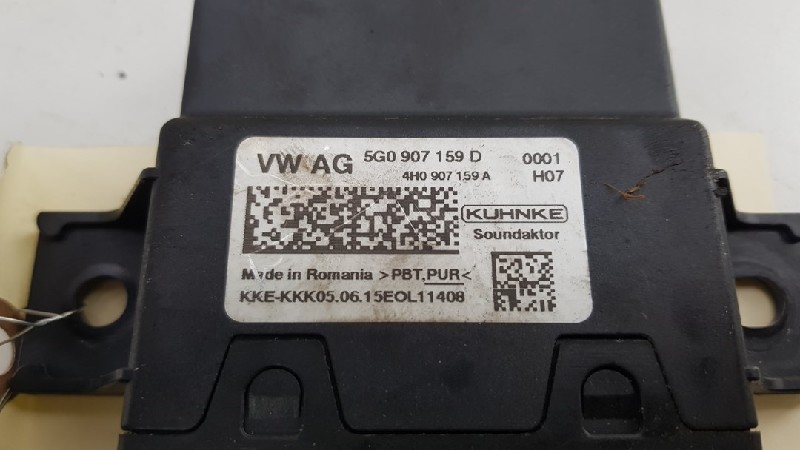 VW AG 5G0 907 159 D 0001
4H0 907 159 A H07
KUHNKE
Soundaktor
Made in Romania >PBT,PUR<
KKE-KKK05.06.15EOL11408